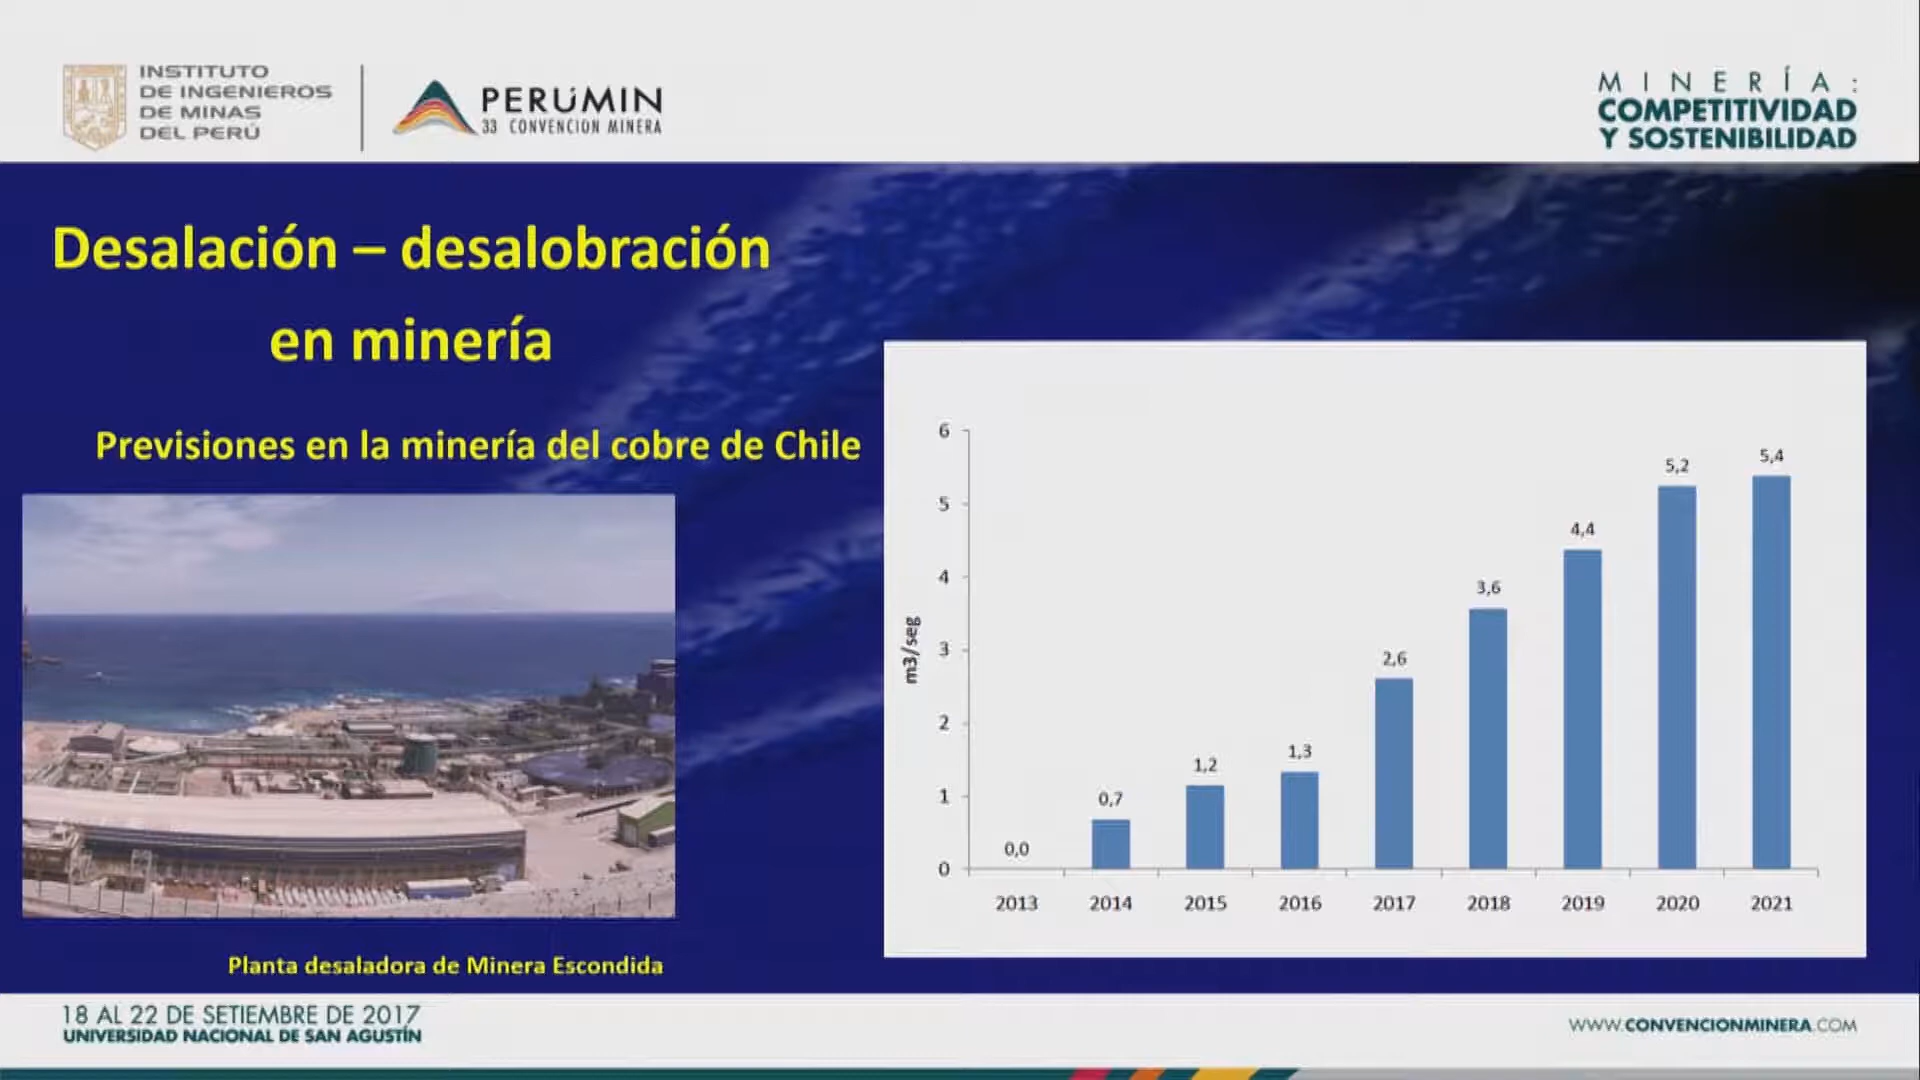 INSTITUTO
DE INGENIEROS
DE MINAS
DEL PERÚ
PERÚMIN
33 CONVENCION MINERA
MINERÍA:
COMPETITIVIDAD
Y SOSTENIBILIDAD
Desalación – desalobración
en minería
Previsiones en la minería del cobre de Chile
Planta desaladora de Minera Escondida
m3/seg
6
5
4
3
2
1
0
0,0
0,7
1,2
1,3
2,6
3,6
4,4
5,2
5,4
2013 2014 2015 2016 2017 2018 2019 2020 2021
18 AL 22 DE SETIEMBRE DE 2017
UNIVERSIDAD NACIONAL DE SAN AGUSTÍN
WWW.CONVENCIONMINERA.COM